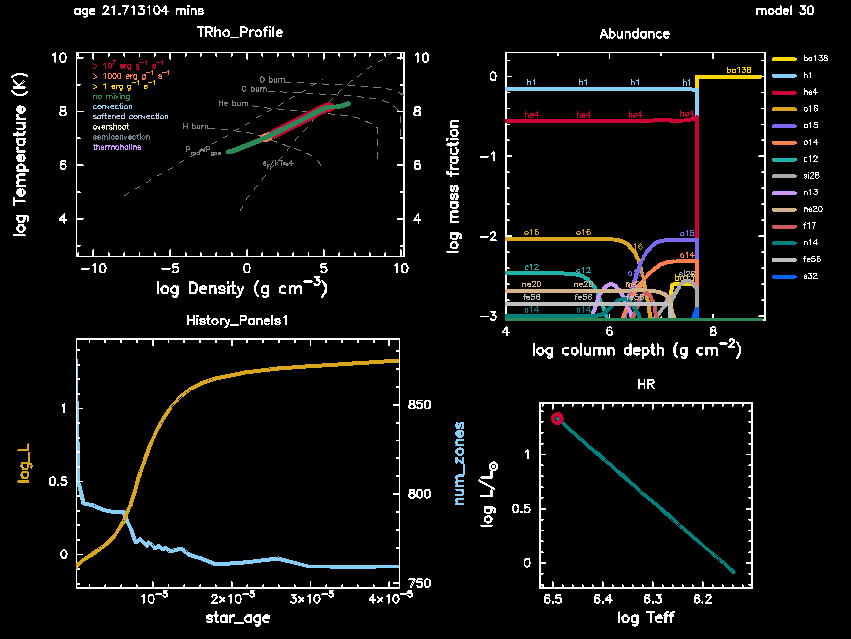 age 21.713104 mins
model 30
TRho_Profile
> 10⁷ erg g⁻¹ s⁻¹
> 1000 erg g⁻¹ s⁻¹
> 1 erg g⁻¹ s⁻¹
no mixing
convection
softened convection
overshoot
semiconvection
thermohaline
O burn
C burn
He burn
H burn
10
8
6
4
10
8
6
4
−10
−5
0
5
10
log Temperature (K)
log Density (g cm⁻³)
Abundance
h1 h1 h1 h1
he4 he4 he4 he4
ba138
o16 o16
o15
o14
c12 c12
ne20
fe56 fe56 fe56
n14 n14
0
−1
−2
−3
4
6
8
log mass fraction
log column depth (g cm⁻²)
ba138
h1
he4
o16
o15
o14
c12
si28
n13
ne20
f17
n14
fe56
s32
History_Panels1
1
0.5
0
850
800
750
10⁻⁵
2×10⁻⁵
3×10⁻⁵
4×10⁻⁵
log_L
num_zones
star_age
HR
1
0.5
0
6.5
6.4
6.3
6.2
log L/L☉
log Teff